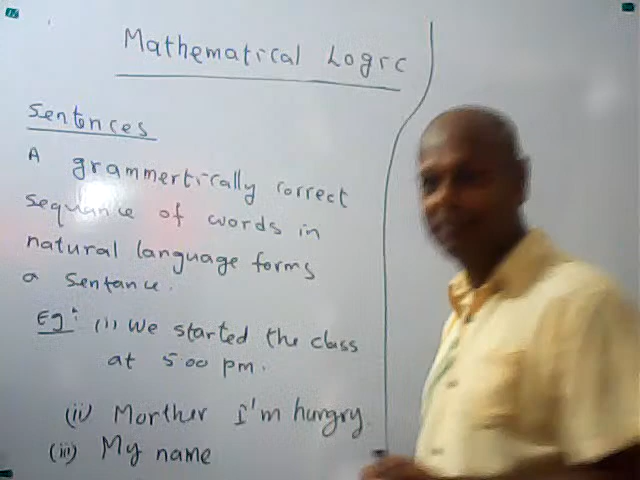 Mathematical Logic
Sentences
A grammertically correct
sequance of words in
natural language forms
a sentance.
Eg: (i) We started the class
at 5.00 pm.
(ii) Morther I'm hungry.
(iii) My name